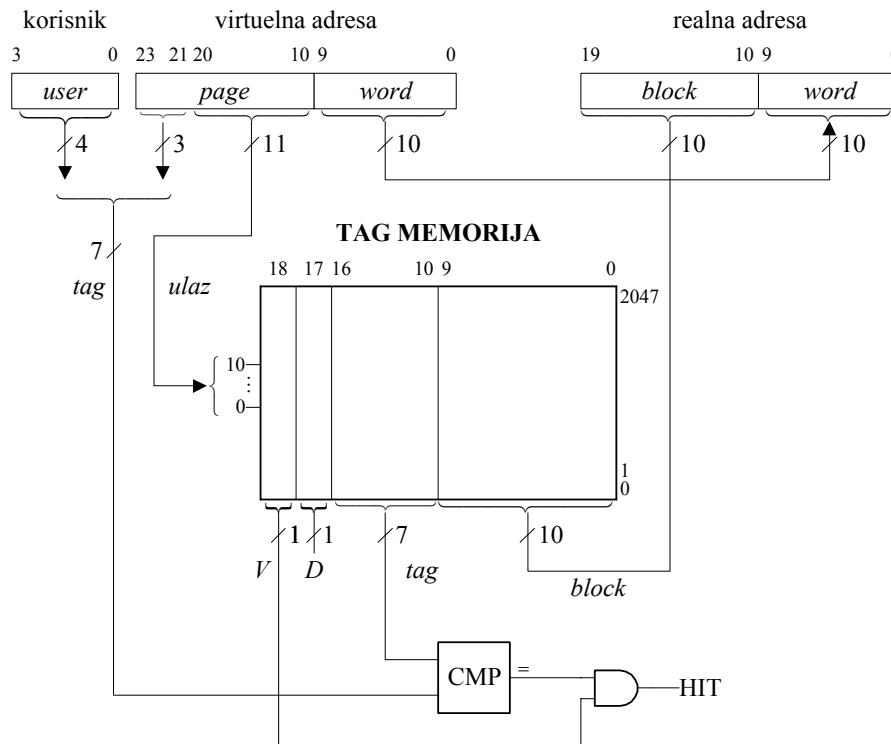 korisnik virtuelna adresa realna adresa
3 0 23 21 20 10 9 0 19 10 9
user page word block word
4 3 11 10 10 10
TAG MEMORIJA
7
tag ulaz
18 17 16 10 9 0
2047
10
⋮
0
1
0
1 1 7 10
V D tag block
CMP = HIT